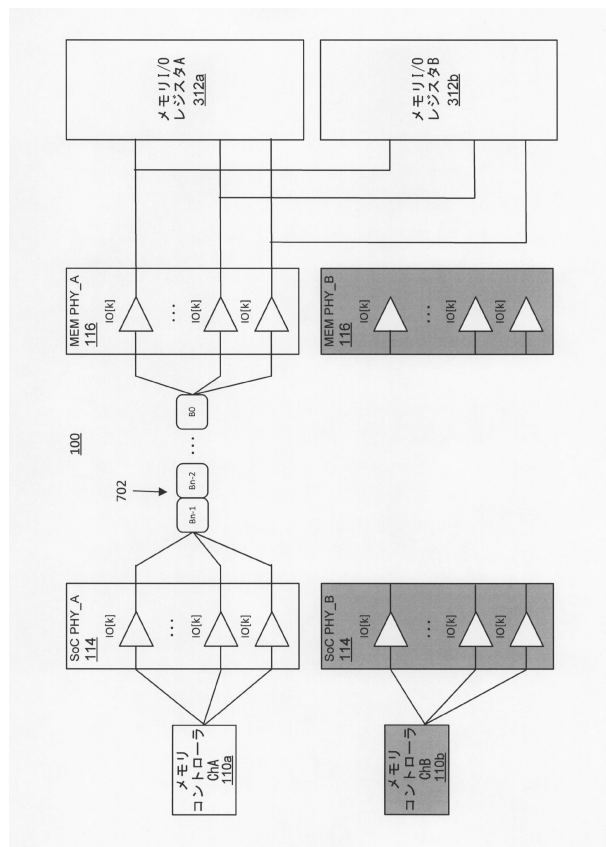 100
メモリ
コントローラ
ChA
110a
SoC PHY_A
114
IO[k]
...
IO[k]
IO[k]
702
Bn-1
Bn-2
...
B0
MEM PHY_A
116
IO[k]
...
IO[k]
IO[k]
メモリI/O
レジスタA
312a
メモリ
コントローラ
ChB
110b
SoC PHY_B
114
IO[k]
...
IO[k]
IO[k]
MEM PHY_B
116
IO[k]
...
IO[k]
IO[k]
メモリI/O
レジスタB
312b